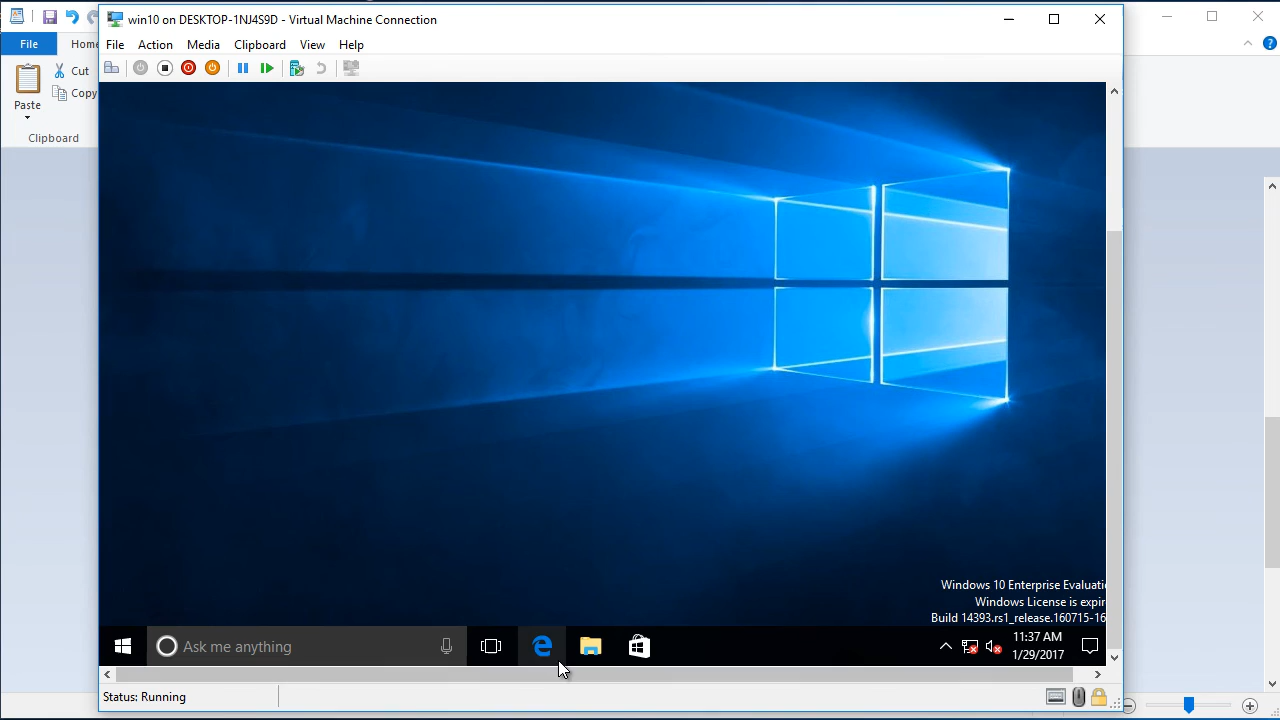 win10 on DESKTOP-1NJ4S9D - Virtual Machine Connection
File Action Media Clipboard View Help
File Home
Cut
Copy
Paste
Clipboard
Windows 10 Enterprise Evaluati
Windows License is expir
Build 14393.rs1_release.160715-16
Ask me anything
11:37 AM
1/29/2017
Status: Running